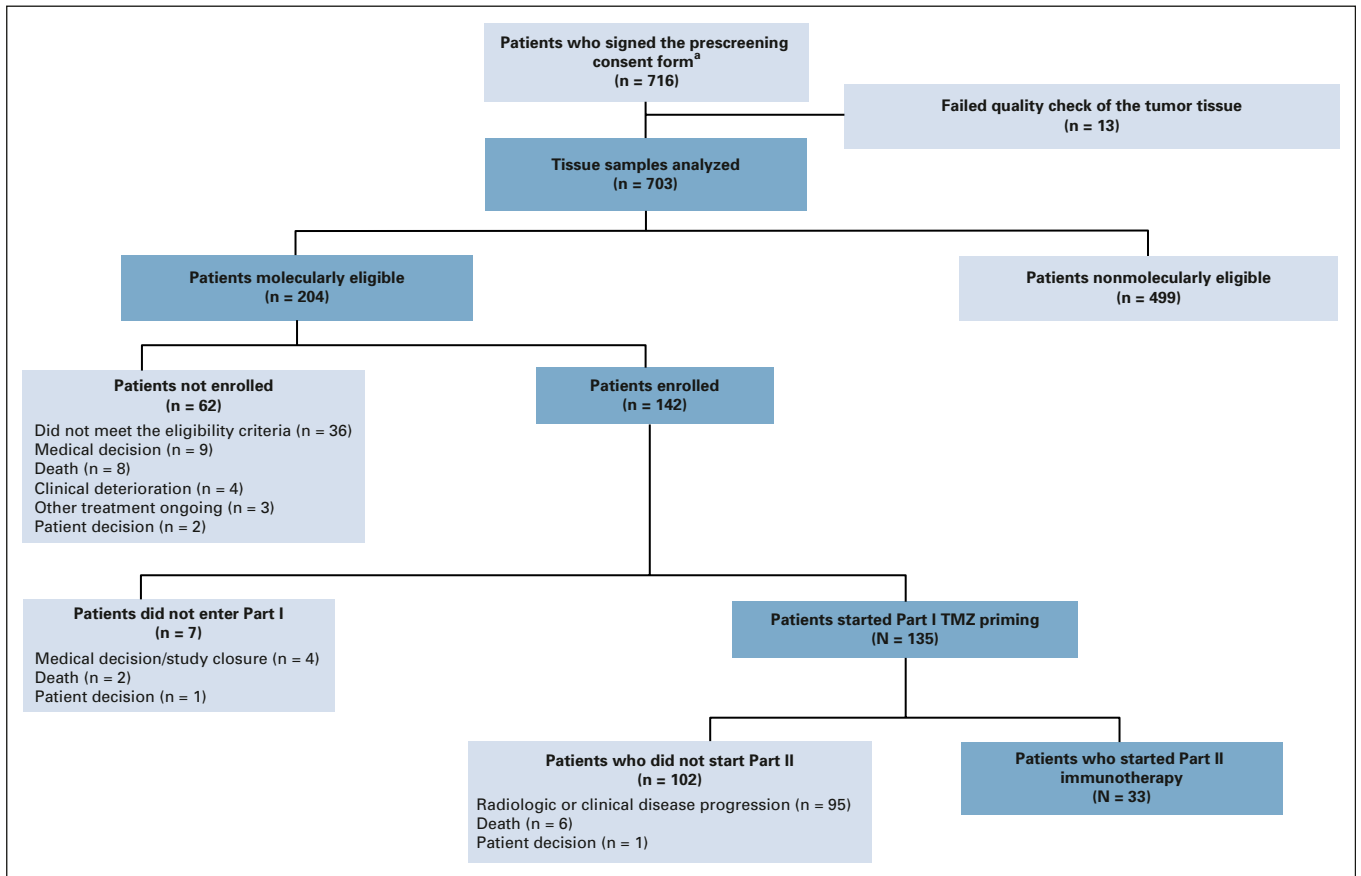 Patients who signed the prescreening
consent formᵃ
(n = 716)
Failed quality check of the tumor tissue
(n = 13)
Tissue samples analyzed
(n = 703)
Patients molecularly eligible
(n = 204)
Patients nonmolecularly eligible
(n = 499)
Patients not enrolled
(n = 62)
Did not meet the eligibility criteria (n = 36)
Medical decision (n = 9)
Death (n = 8)
Clinical deterioration (n = 4)
Other treatment ongoing (n = 3)
Patient decision (n = 2)
Patients enrolled
(n = 142)
Patients did not enter Part I
(n = 7)
Medical decision/study closure (n = 4)
Death (n = 2)
Patient decision (n = 1)
Patients started Part I TMZ priming
(N = 135)
Patients who did not start Part II
(n = 102)
Radiologic or clinical disease progression (n = 95)
Death (n = 6)
Patient decision (n = 1)
Patients who started Part II
immunotherapy
(N = 33)